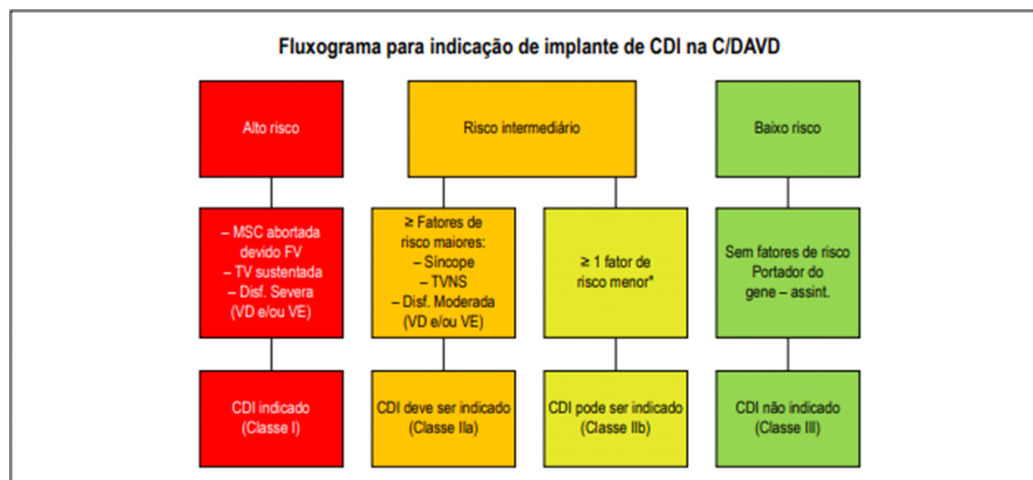 Fluxograma para indicação de implante de CDI na C/DAVD
Alto risco
Risco intermediário
Baixo risco
– MSC abortada
devido FV
– TV sustentada
– Disf. Severa
(VD e/ou VE)
≥ Fatores de
risco maiores:
– Síncope
– TVNS
– Disf. Moderada
(VD e/ou VE)
≥ 1 fator de
risco menor*
Sem fatores de risco
Portador do
gene – assint.
CDI indicado
(Classe I)
CDI deve ser indicado
(Classe IIa)
CDI pode ser indicado
(Classe IIb)
CDI não indicado
(Classe III)